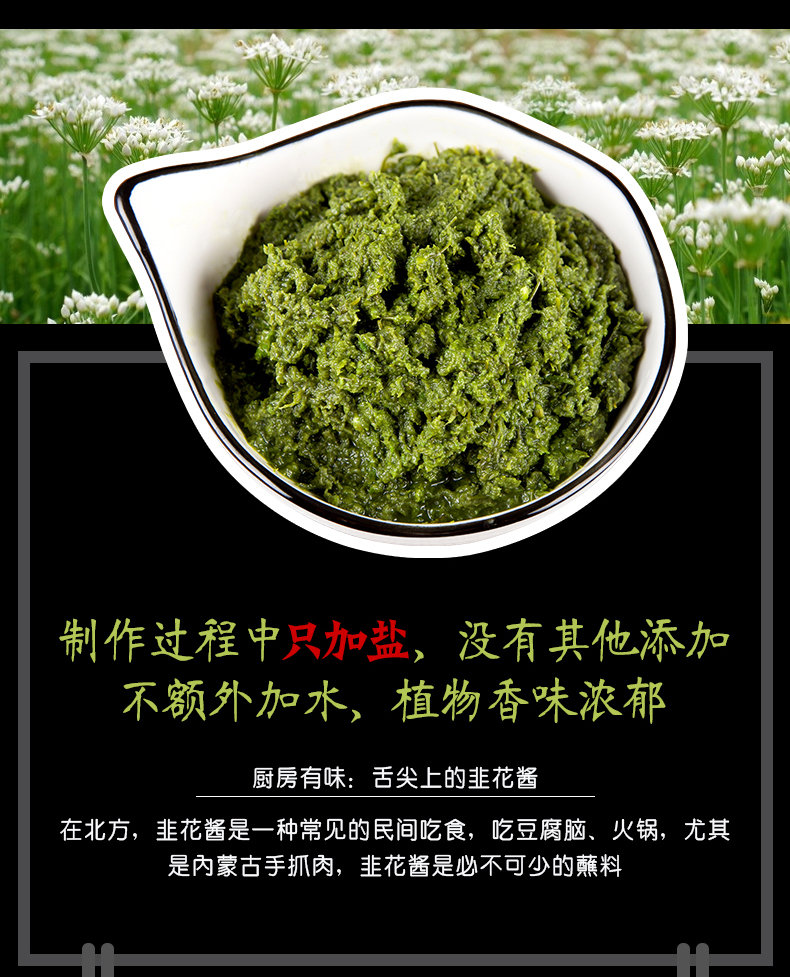 制作过程中只加盐，没有其他添加
不额外加水，植物香味浓郁
厨房有味：舌尖上的韭花酱
在北方，韭花酱是一种常见的民间吃食，吃豆腐脑、火锅，尤其
是内蒙古手抓肉，韭花酱是必不可少的蘸料